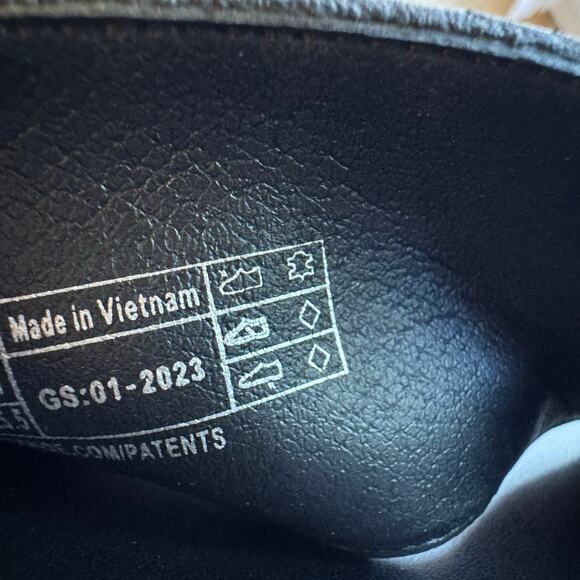 Made in Vietnam
GS:01-2023
.COM/PATENTS